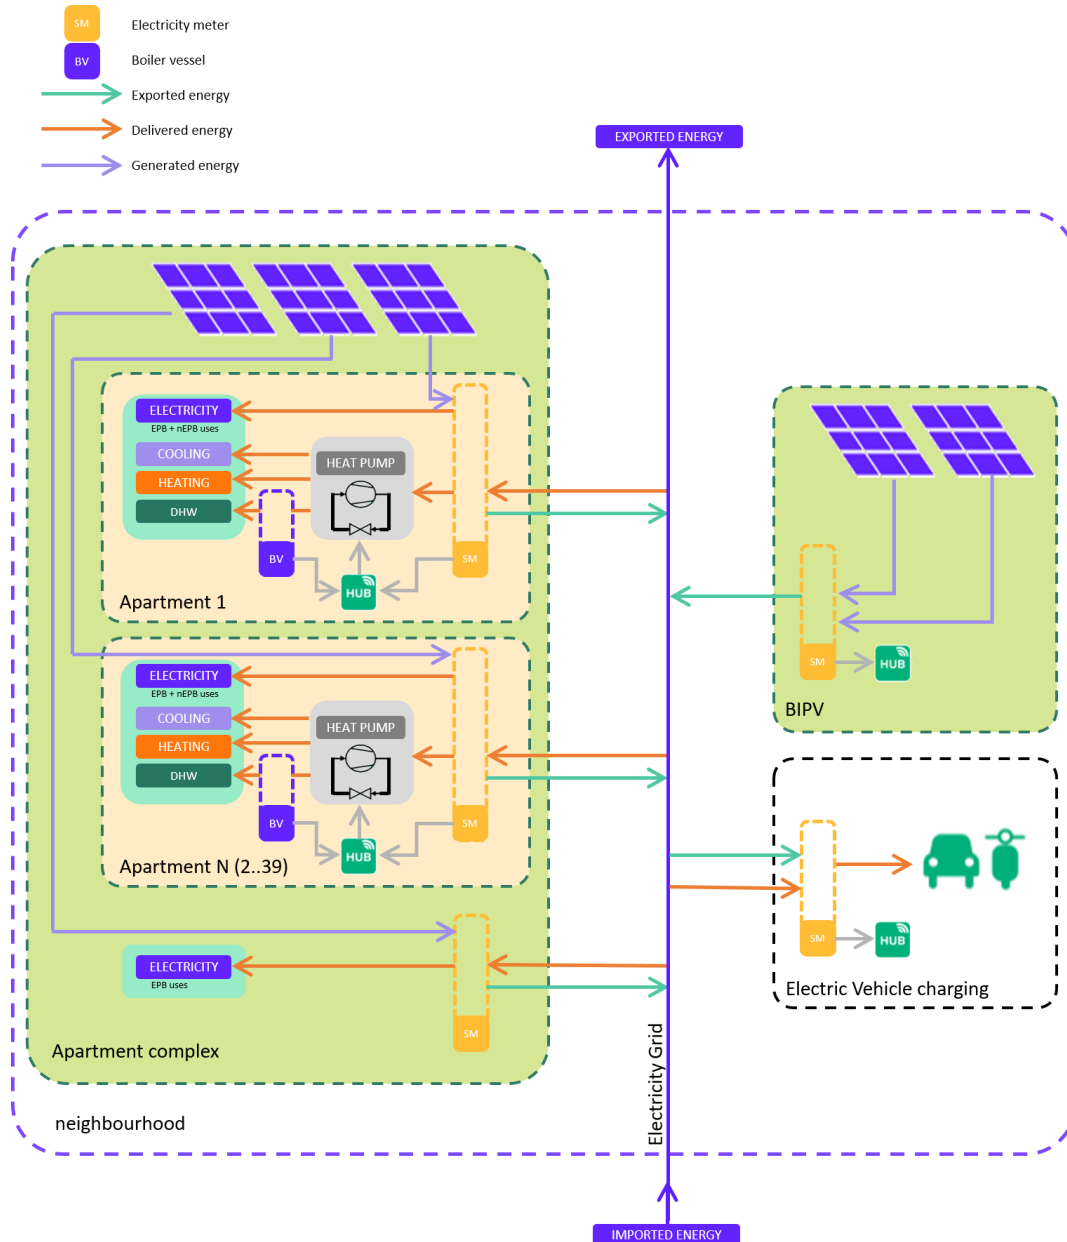 SM
Electricity meter
BV
Boiler vessel
Exported energy
Delivered energy
Generated energy
EXPORTED ENERGY
ELECTRICITY
EPB + nEPB uses
COOLING
HEATING
DHW
HEAT PUMP
BV
HUB
SM
Apartment 1
ELECTRICITY
EPB + nEPB uses
COOLING
HEATING
DHW
HEAT PUMP
BV
HUB
SM
Apartment N (2..39)
ELECTRICITY
EPB uses
SM
Apartment complex
neighbourhood
Electricity Grid
SM
HUB
BIPV
SM
HUB
Electric Vehicle charging
IMPORTED ENERGY